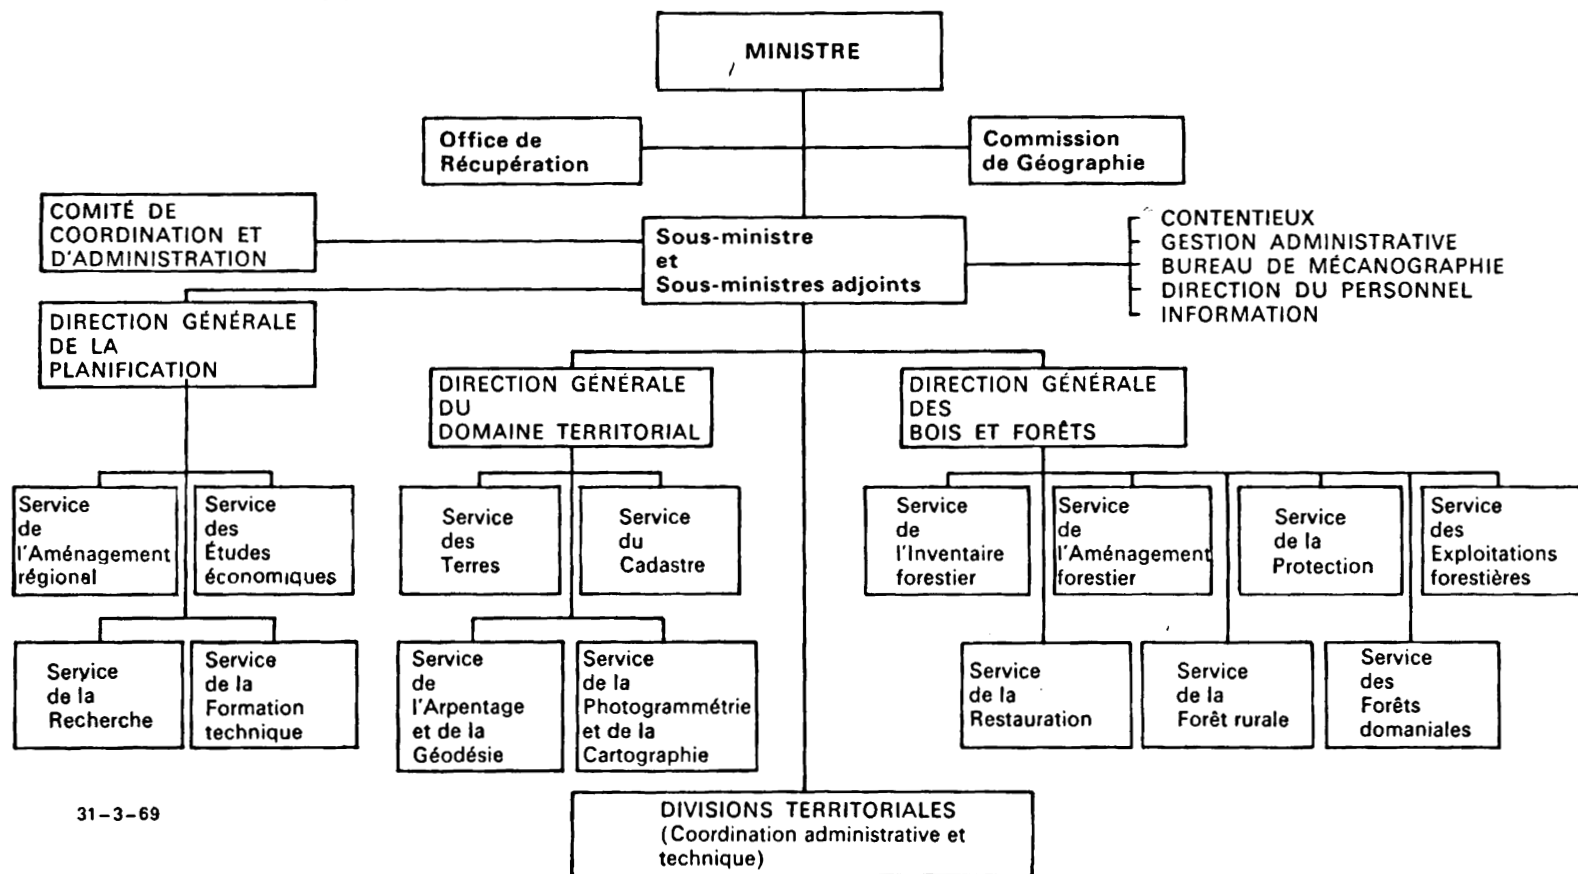 MINISTRE
Office de
Récupération
Commission
de Géographie
COMITÉ DE
COORDINATION ET
D'ADMINISTRATION
Sous-ministre
et
Sous-ministres adjoints
CONTENTIEUX
GESTION ADMINISTRATIVE
BUREAU DE MÉCANOGRAPHIE
DIRECTION DU PERSONNEL
INFORMATION
DIRECTION GÉNÉRALE
DE LA
PLANIFICATION
DIRECTION GÉNÉRALE
DU
DOMAINE TERRITORIAL
DIRECTION GÉNÉRALE
DES
BOIS ET FORÊTS
Service
de
l'Aménagement
régional
Service
des
Études
économiques
Service
des
Terres
Service
du
Cadastre
Service
de
l'Inventaire
forestier
Service
de
l'Aménagement
forestier
Service
de la
Protection
Service
des
Exploitations
forestières
Service
de la
Recherche
Service
de la
Formation
technique
Service
de
l'Arpentage
et de la
Géodésie
Service
de la
Photogrammétrie
et de la
Cartographie
Service
de la
Restauration
Service
de la
Forêt rurale
Service
des
Forêts
domaniales
31-3-69
DIVISIONS TERRITORIALES
(Coordination administrative et
technique)